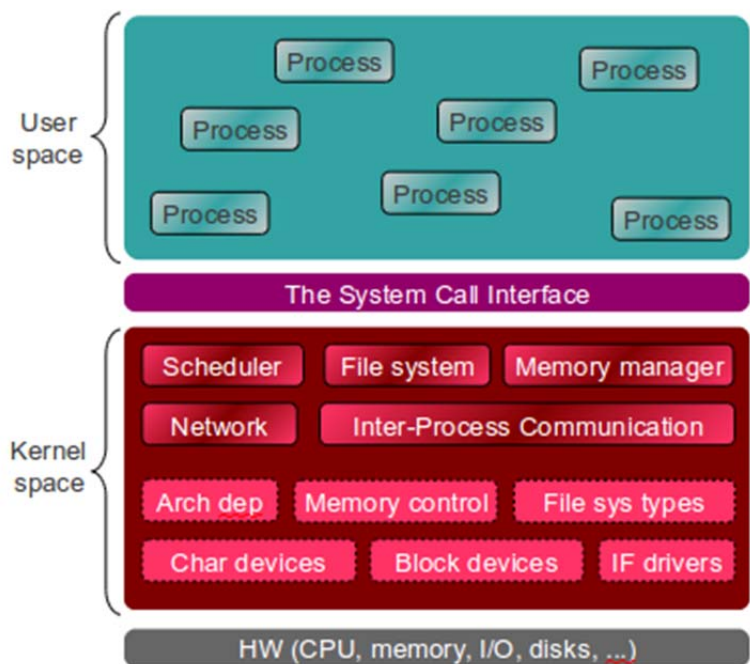 Process
Process
User
space
Process
Process
Process
Process
Process
The System Call Interface
Scheduler
File system
Memory manager
Network
Inter-Process Communication
Kernel
space
Arch dep
Memory control
File sys types
Char devices
Block devices
IF drivers
HW (CPU, memory, I/O, disks, ...)